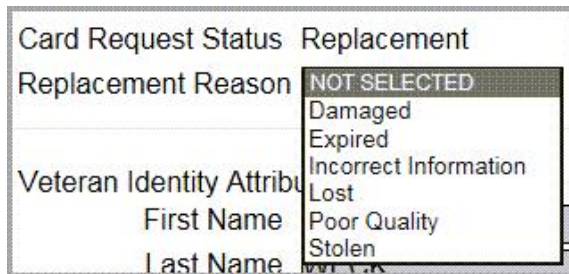 Card Request Status Replacement
Replacement Reason NOT SELECTED
Damaged
Expired
Incorrect Information
Lost
Poor Quality
Stolen
Veteran Identity
First Name
Last Name